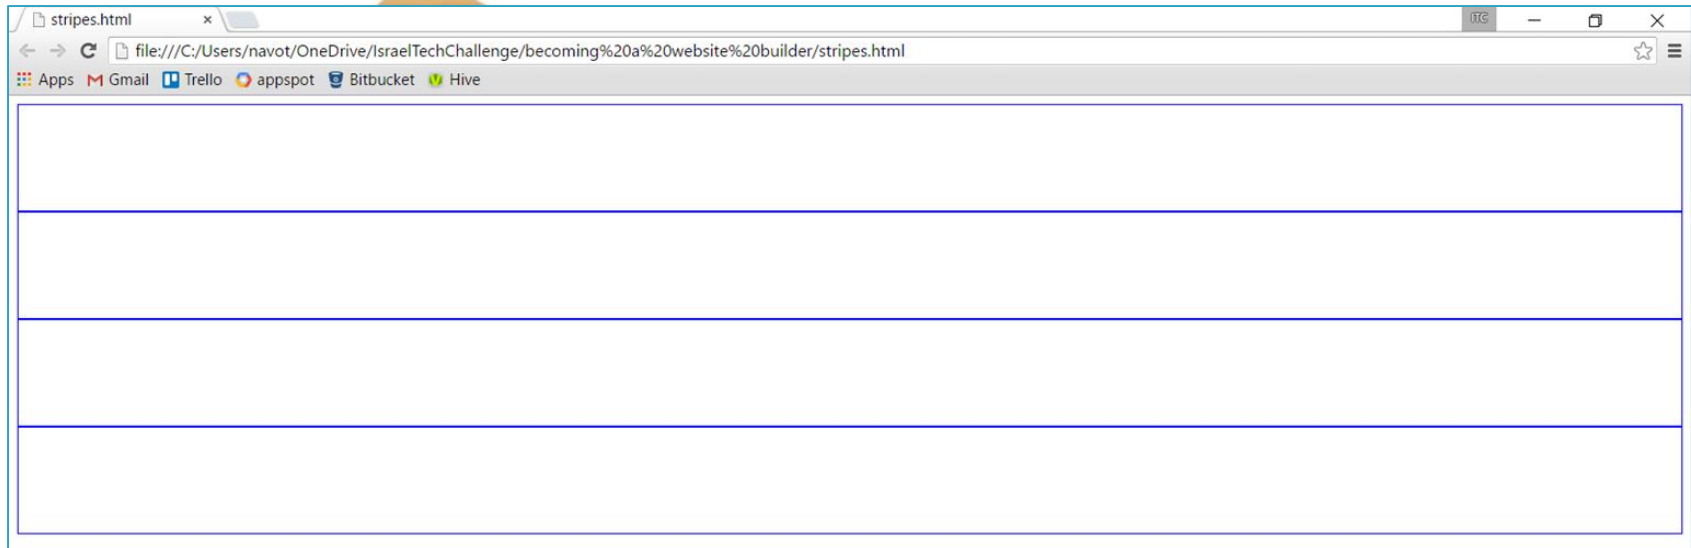 stripes.html
ITC
file:///C:/Users/navot/OneDrive/IsraelTechChallenge/becoming%20a%20website%20builder/stripes.html
Apps Gmail Trello appspot Bitbucket Hive